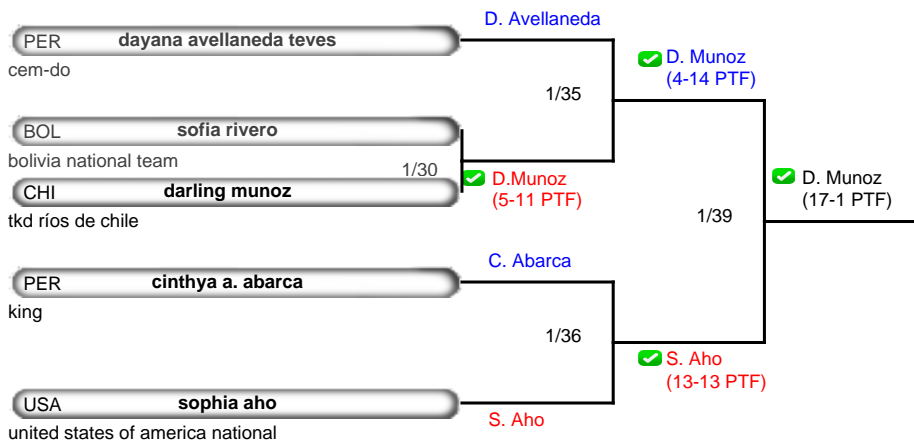 D. Avellaneda
PER dayana avellaneda teves
cem-do
D. Munoz
(4-14 PTF)
1/35
BOL sofia rivero
bolivia national team
1/30
D.Munoz
(5-11 PTF)
CHI darling munoz
tkd ríos de chile
D. Munoz
(17-1 PTF)
1/39
C. Abarca
PER cinthya a. abarca
king
1/36
S. Aho
(13-13 PTF)
USA sophia aho
S. Aho
united states of america national